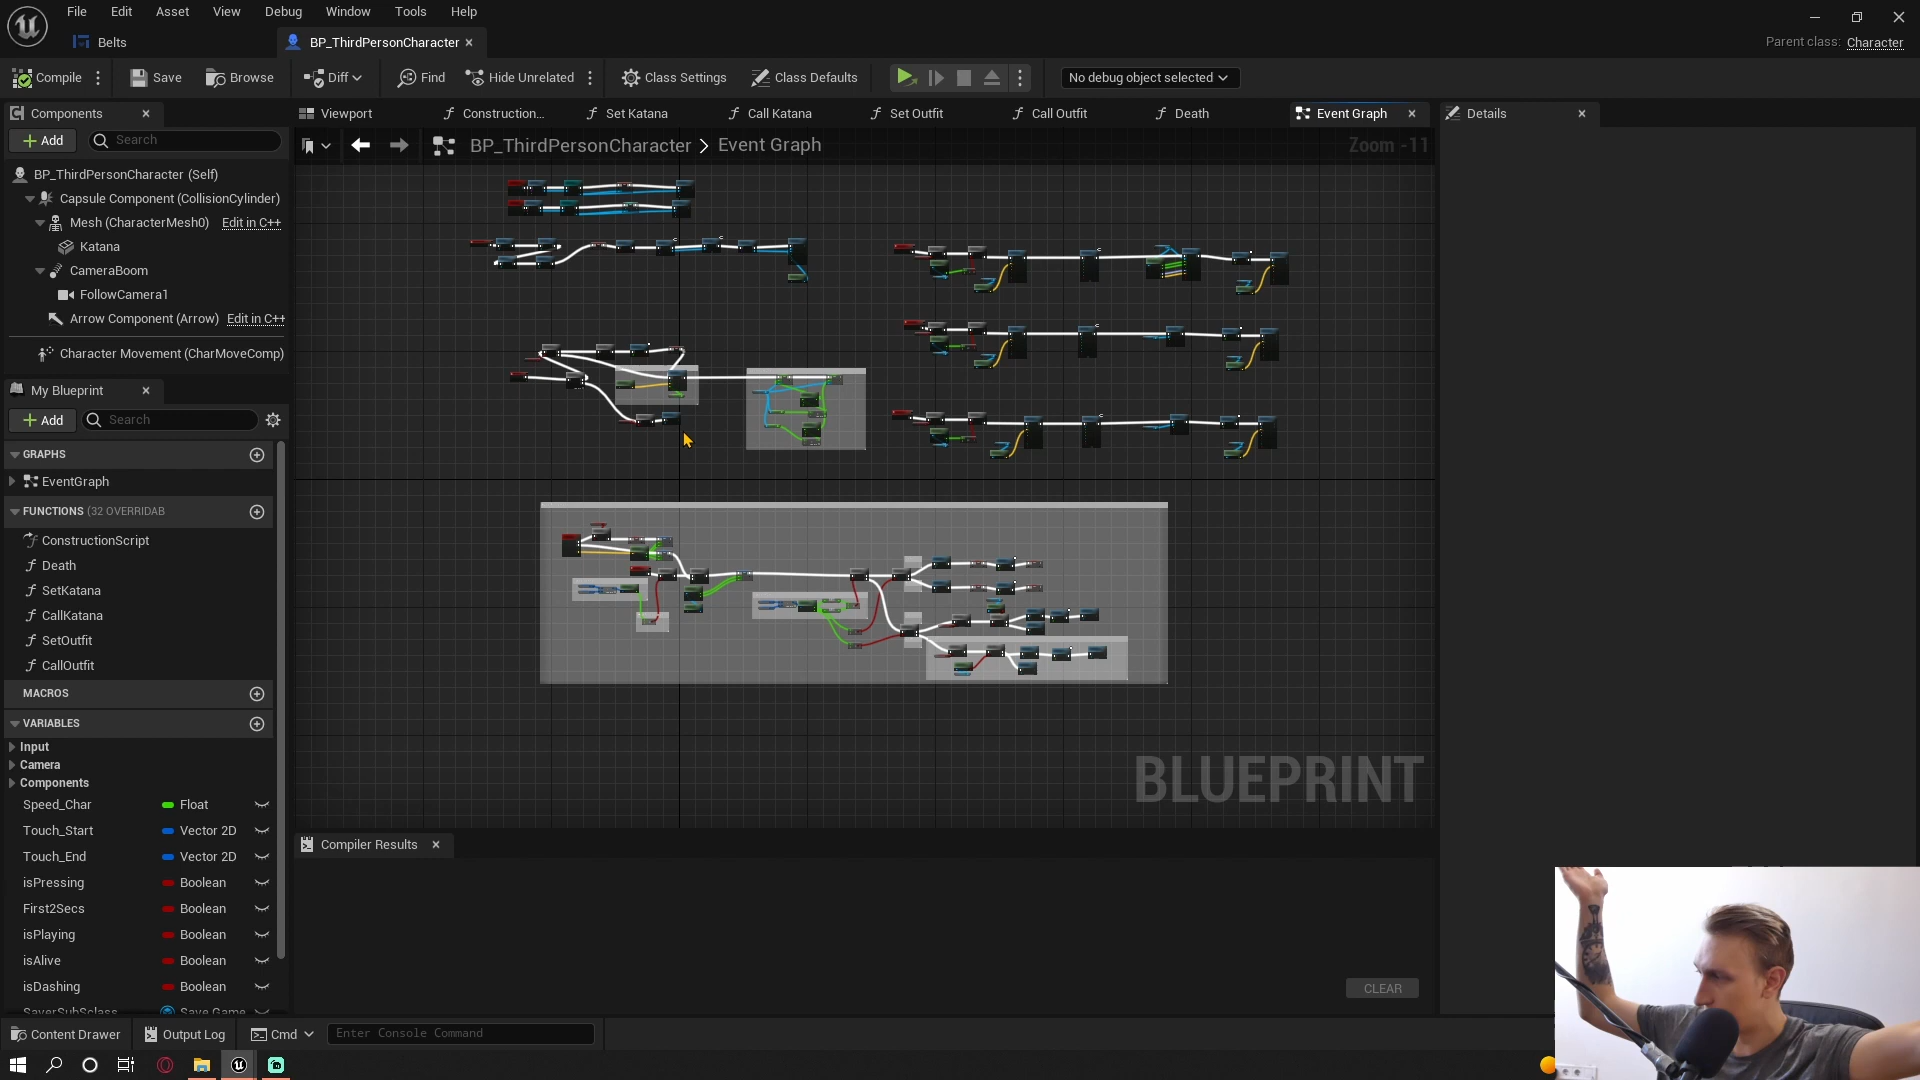 File Edit Asset View Debug Window Tools Help
Belts
BP_ThirdPersonCharacter
Parent class: Character
Compile Save Browse Diff Find Hide Unrelated Class Settings Class Defaults No debug object selected
Components
Viewport Construction... Set Katana Call Katana Set Outfit Call Outfit Death Event Graph
Details
Add Search
BP_ThirdPersonCharacter > Event Graph
Zoom -11
BP_ThirdPersonCharacter (Self)
Capsule Component (CollisionCylinder)
Mesh (CharacterMesh0) Edit in C++
Katana
CameraBoom
FollowCamera1
Arrow Component (Arrow) Edit in C++
Character Movement (CharMoveComp)
My Blueprint
Add Search
GRAPHS
EventGraph
FUNCTIONS (32 OVERRIDAB
ConstructionScript
Death
SetKatana
CallKatana
SetOutfit
CallOutfit
MACROS
VARIABLES
Input
Camera
Components
Speed_Char Float
Touch_Start Vector 2D
Touch_End Vector 2D
isPressing Boolean
First2Secs Boolean
isPlaying Boolean
isAlive Boolean
isDashing Boolean
SaverSubSclass Save Game
BLUEPRINT
Compiler Results
CLEAR
Content Drawer Output Log Cmd Enter Console Command